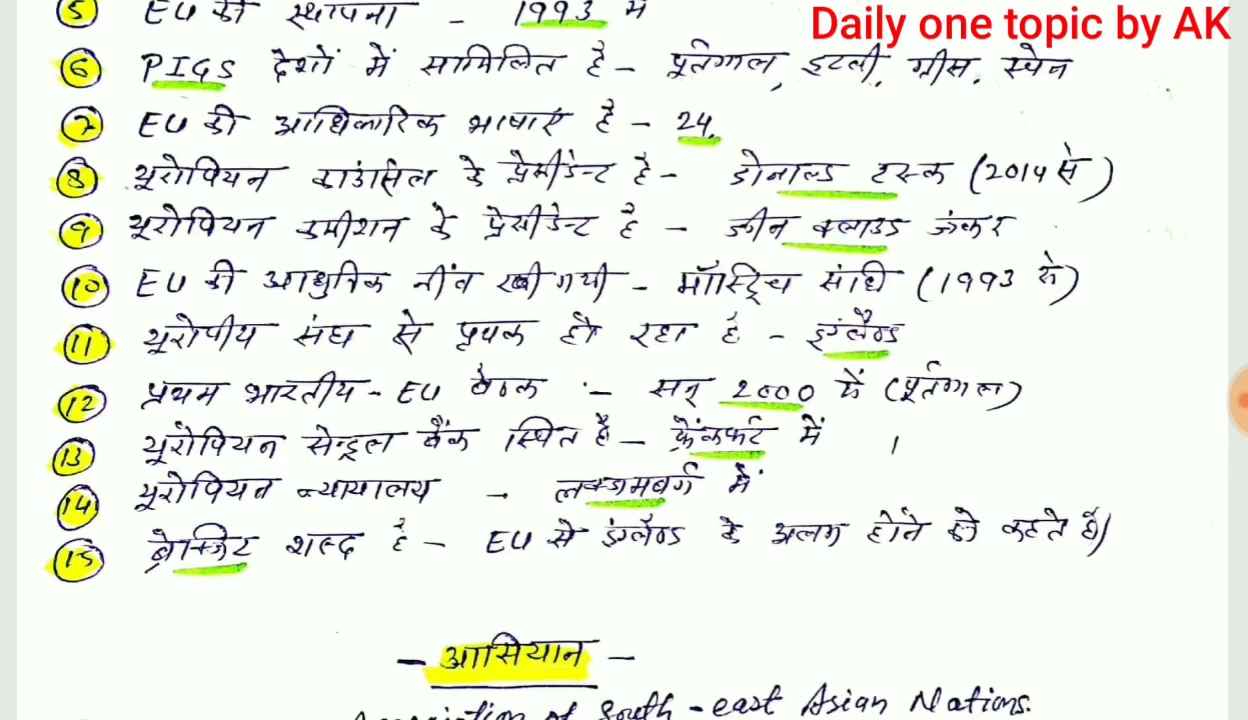 Daily one topic by AK
5 EU की स्थापना - 1993 में
6 PIGS देशों में सामिलित है - पूर्तगाल, इटली, ग्रीस, स्पेन
7 EU की आधिकारिक भाषाएं है - 24.
8 यूरोपियन काउंसिल के प्रेसीडेन्ट है - डोनाल्ड टस्क (2014 से)
9 यूरोपियन कमीशन के प्रेसीडेन्ट है - जीन क्लाउड जंकर
10 EU की आधुनिक नींव रखी गयी - मॉस्ट्रिच संधि (1993 से)
11 यूरोपीय संघ से पृथक हो रहा है - इंग्लैण्ड
12 प्रथम भारतीय - EU बैठक :- सन् 2000 में (पूर्तगाल)
13 यूरोपियन सेन्ट्रल बैंक स्थित है - फ्रैंकफर्ट में ।
14 यूरोपियन न्यायालय - लक्जमबर्ग में
15 ब्रेक्जिट शब्द है - EU से इंग्लैण्ड के अलग होने को कहते है।
- आसियान -
Association of South-east Asian Nations.